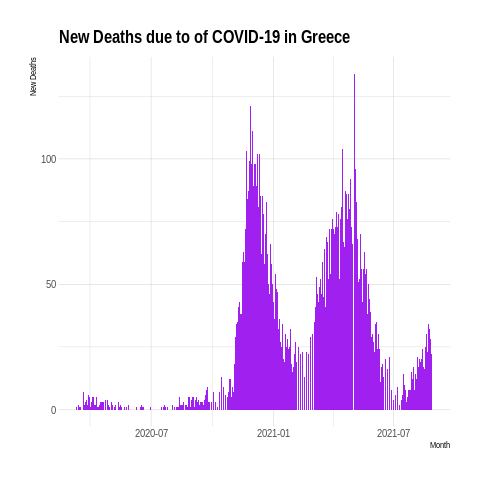 New Deaths due to of COVID-19 in Greece
New Deaths
100
50
0
2020-07 2021-01 2021-07
Month